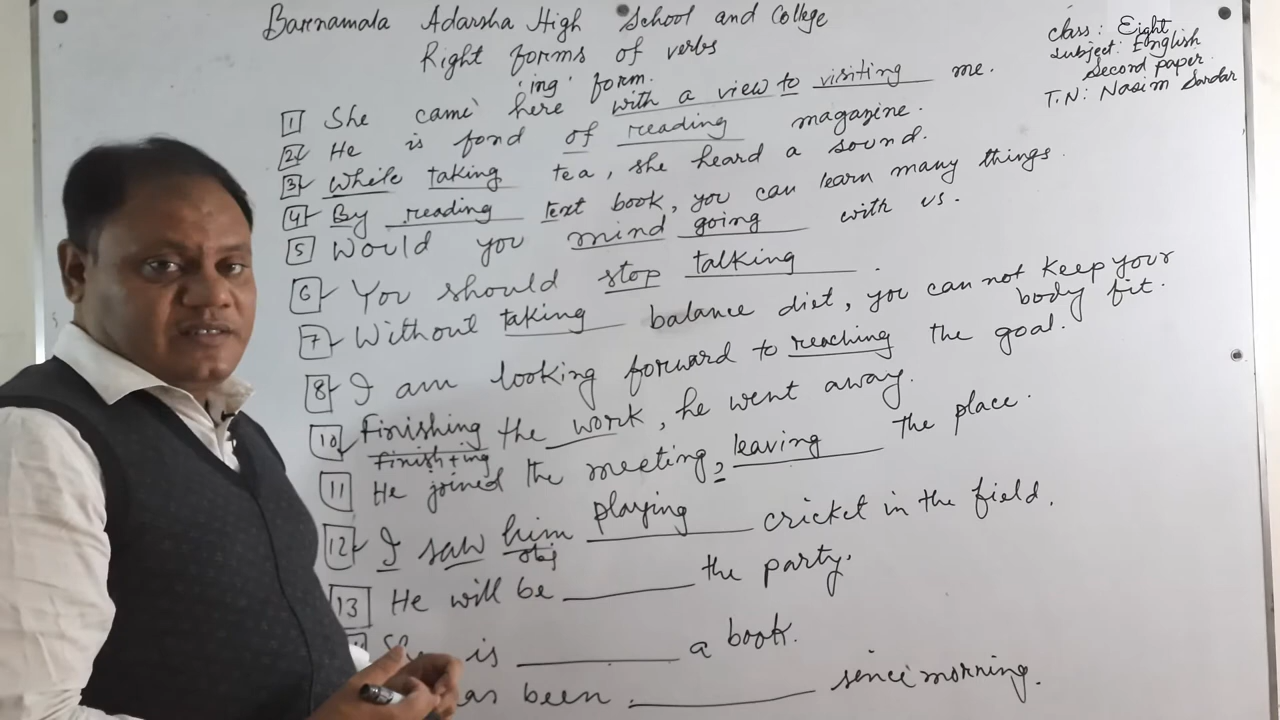 Barenamala Adarsha High School and College
Right forms of verbs
'ing' form.
class: Eight
subject: English
Second paper
T.N: Nasim Sardar
1 She came here with a view to visiting me.
2 He is fond of reading magazine.
3 While taking tea, she heard a sound.
4 By reading text book, you can learn many things.
5 Would you mind going with us.
6 You should stop talking.
7 Without taking balance diet, you can not keep your
body fit.
8 I am looking forward to reaching the goal.
10 Finishing the work, he went away.
finish+ing
11 He joined the meeting, leaving the place.
12 I saw him playing cricket in the field.
obj
13 He will be ________ the party.
is ________ a book.
been ________ since morning.